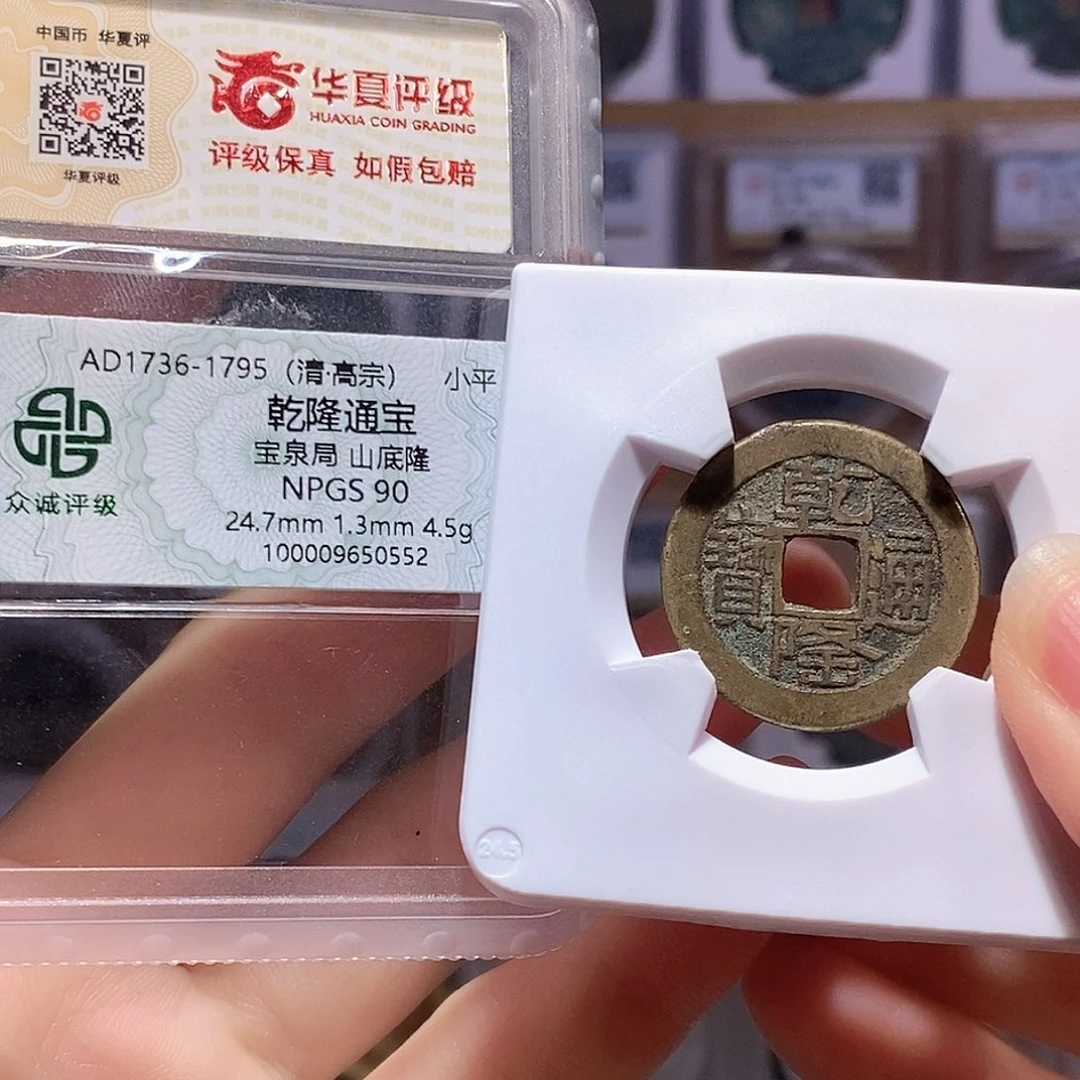 中国币 华夏评
华夏评级
华夏评级
HUAXIA COIN GRADING
评级保真 如假包赔
AD1736-1795（清·高宗） 小平
乾隆通宝
宝泉局 山底隆
NPGS 90
24.7mm 1.3mm 4.5g
100009650552
众诚评级
乾隆通寳
24.5